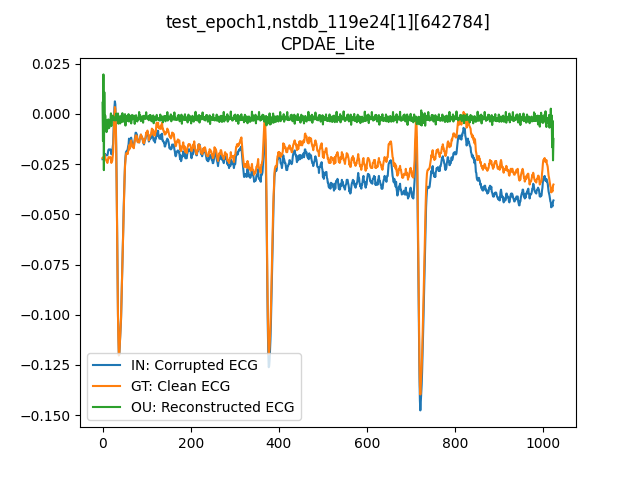 test_epoch1,nstdb_119e24[1][642784]
CPDAE_Lite
0.025
0.000
−0.025
−0.050
−0.075
−0.100
−0.125
−0.150
IN: Corrupted ECG
GT: Clean ECG
OU: Reconstructed ECG
0 200 400 600 800 1000